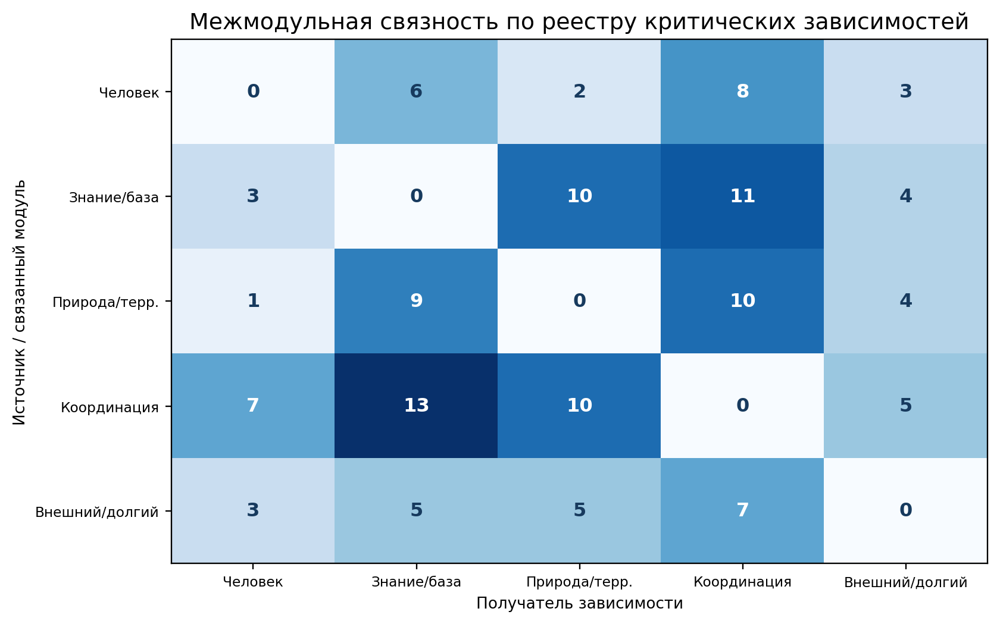 Межмодульная связность по реестру критических зависимостей
Источник / связанный модуль
Человек 0 6 2 8 3
Знание/база 3 0 10 11 4
Природа/терр. 1 9 0 10 4
Координация 7 13 10 0 5
Внешний/долгий 3 5 5 7 0
Человек Знание/база Природа/терр. Координация Внешний/долгий
Получатель зависимости